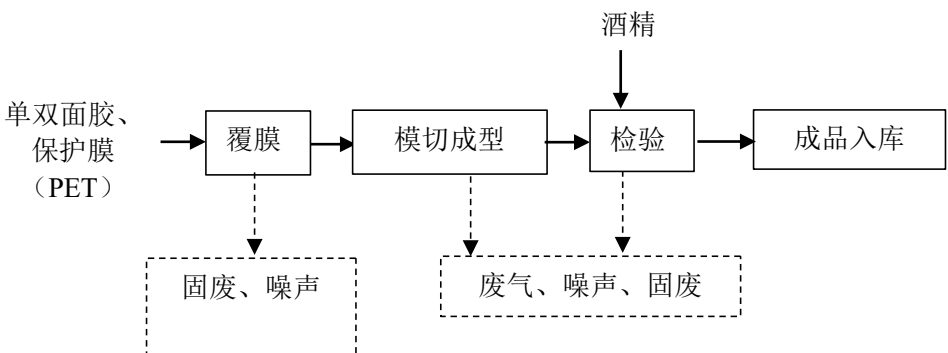 酒精
单双面胶、
保护膜
（PET）
覆膜
模切成型
检验
成品入库
固废、噪声
废气、噪声、固废